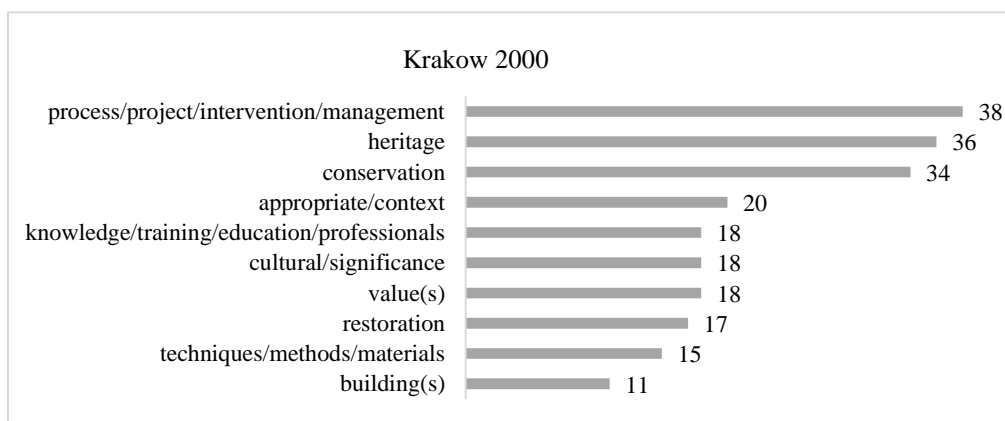 Krakow 2000
process/project/intervention/management 38
heritage 36
conservation 34
appropriate/context 20
knowledge/training/education/professionals 18
cultural/significance 18
value(s) 18
restoration 17
techniques/methods/materials 15
building(s) 11